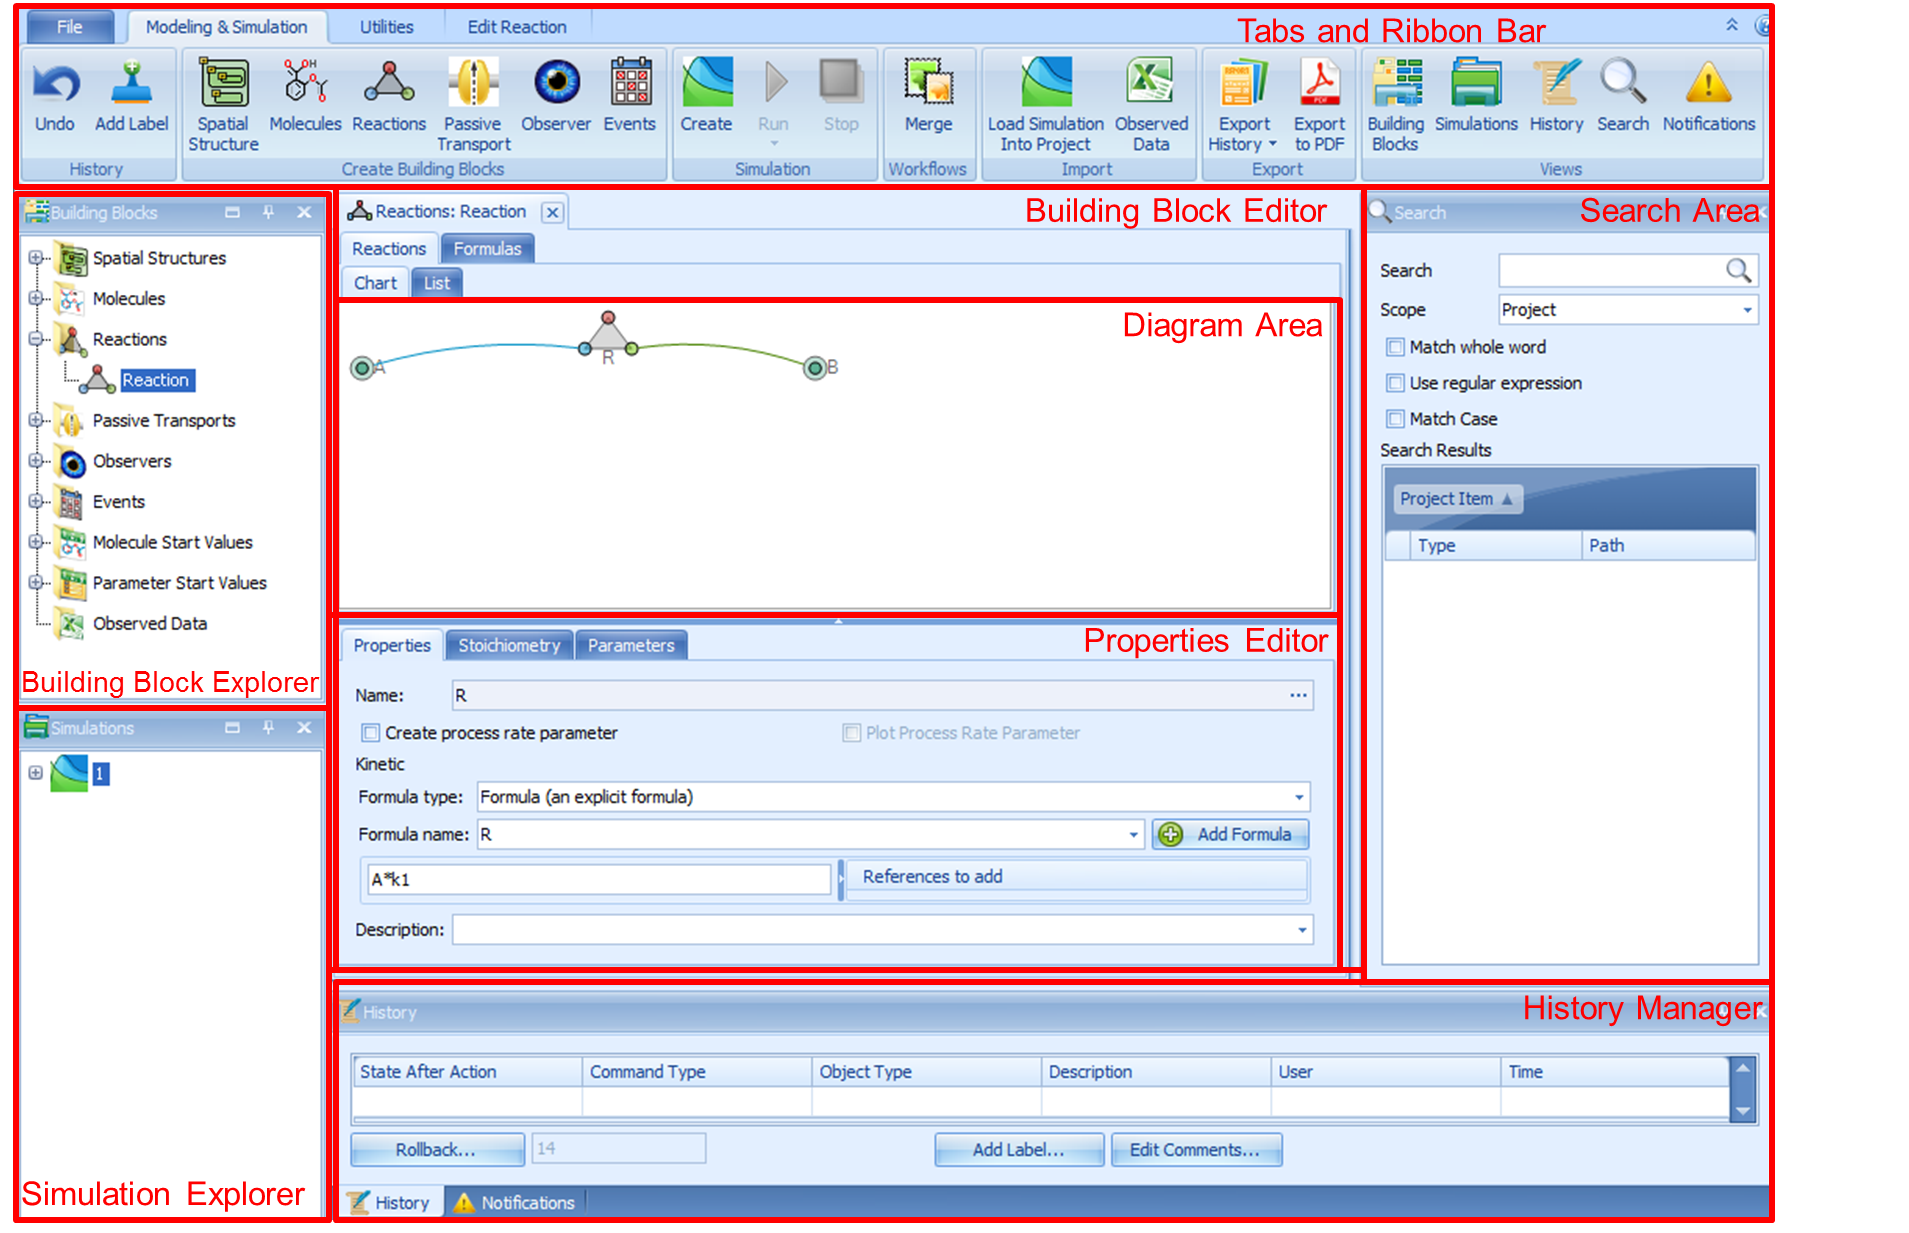 File
Modeling & Simulation
Utilities
Edit Reaction
Tabs and Ribbon Bar
Undo
Add Label
Spatial
Structure
Molecules
Reactions
Passive
Transport
Observer
Events
Create
Run
Stop
Merge
Load Simulation
Into Project
Observed
Data
Export
History
Export
to PDF
Building
Blocks
Simulations
History
Search
Notifications
History
Create Building Blocks
Simulation
Workflows
Import
Export
Views
Building Blocks
Spatial Structures
Molecules
Reactions
Reaction
Passive Transports
Observers
Events
Molecule Start Values
Parameter Start Values
Observed Data
Building Block Explorer
Simulations
1
Simulation Explorer
Reactions: Reaction
Building Block Editor
Reactions
Formulas
Chart
List
Diagram Area
A
R
B
Properties
Stoichiometry
Parameters
Properties Editor
Name:
R
...
Create process rate parameter
Plot Process Rate Parameter
Kinetic
Formula type:
Formula (an explicit formula)
Formula name:
R
Add Formula
A*k1
References to add
Description:
Search
Search Area
Search
Scope
Project
Match whole word
Use regular expression
Match Case
Search Results
Project Item
Type
Path
History
History Manager
State After Action
Command Type
Object Type
Description
User
Time
Rollback...
14
Add Label...
Edit Comments...
History
Notifications